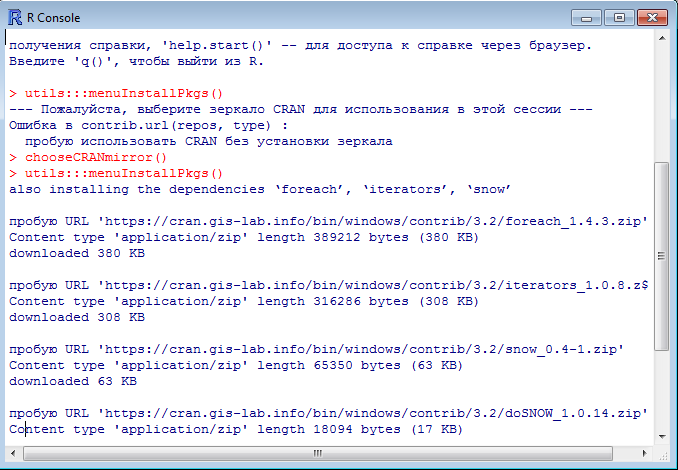 R Console
получения справки, 'help.start()' -- для доступа к справке через браузер.
Введите 'q()', чтобы выйти из R.
> utils:::menuInstallPkgs()
--- Пожалуйста, выберите зеркало CRAN для использования в этой сессии ---
Ошибка в contrib.url(repos, type) :
  пробую использовать CRAN без установки зеркала
> chooseCRANmirror()
> utils:::menuInstallPkgs()
also installing the dependencies ‘foreach’, ‘iterators’, ‘snow’
пробую URL 'https://cran.gis-lab.info/bin/windows/contrib/3.2/foreach_1.4.3.zip'
Content type 'application/zip' length 389212 bytes (380 KB)
downloaded 380 KB
пробую URL 'https://cran.gis-lab.info/bin/windows/contrib/3.2/iterators_1.0.8.z$
Content type 'application/zip' length 316286 bytes (308 KB)
downloaded 308 KB
пробую URL 'https://cran.gis-lab.info/bin/windows/contrib/3.2/snow_0.4-1.zip'
Content type 'application/zip' length 65350 bytes (63 KB)
downloaded 63 KB
пробую URL 'https://cran.gis-lab.info/bin/windows/contrib/3.2/doSNOW_1.0.14.zip'
Content type 'application/zip' length 18094 bytes (17 KB)